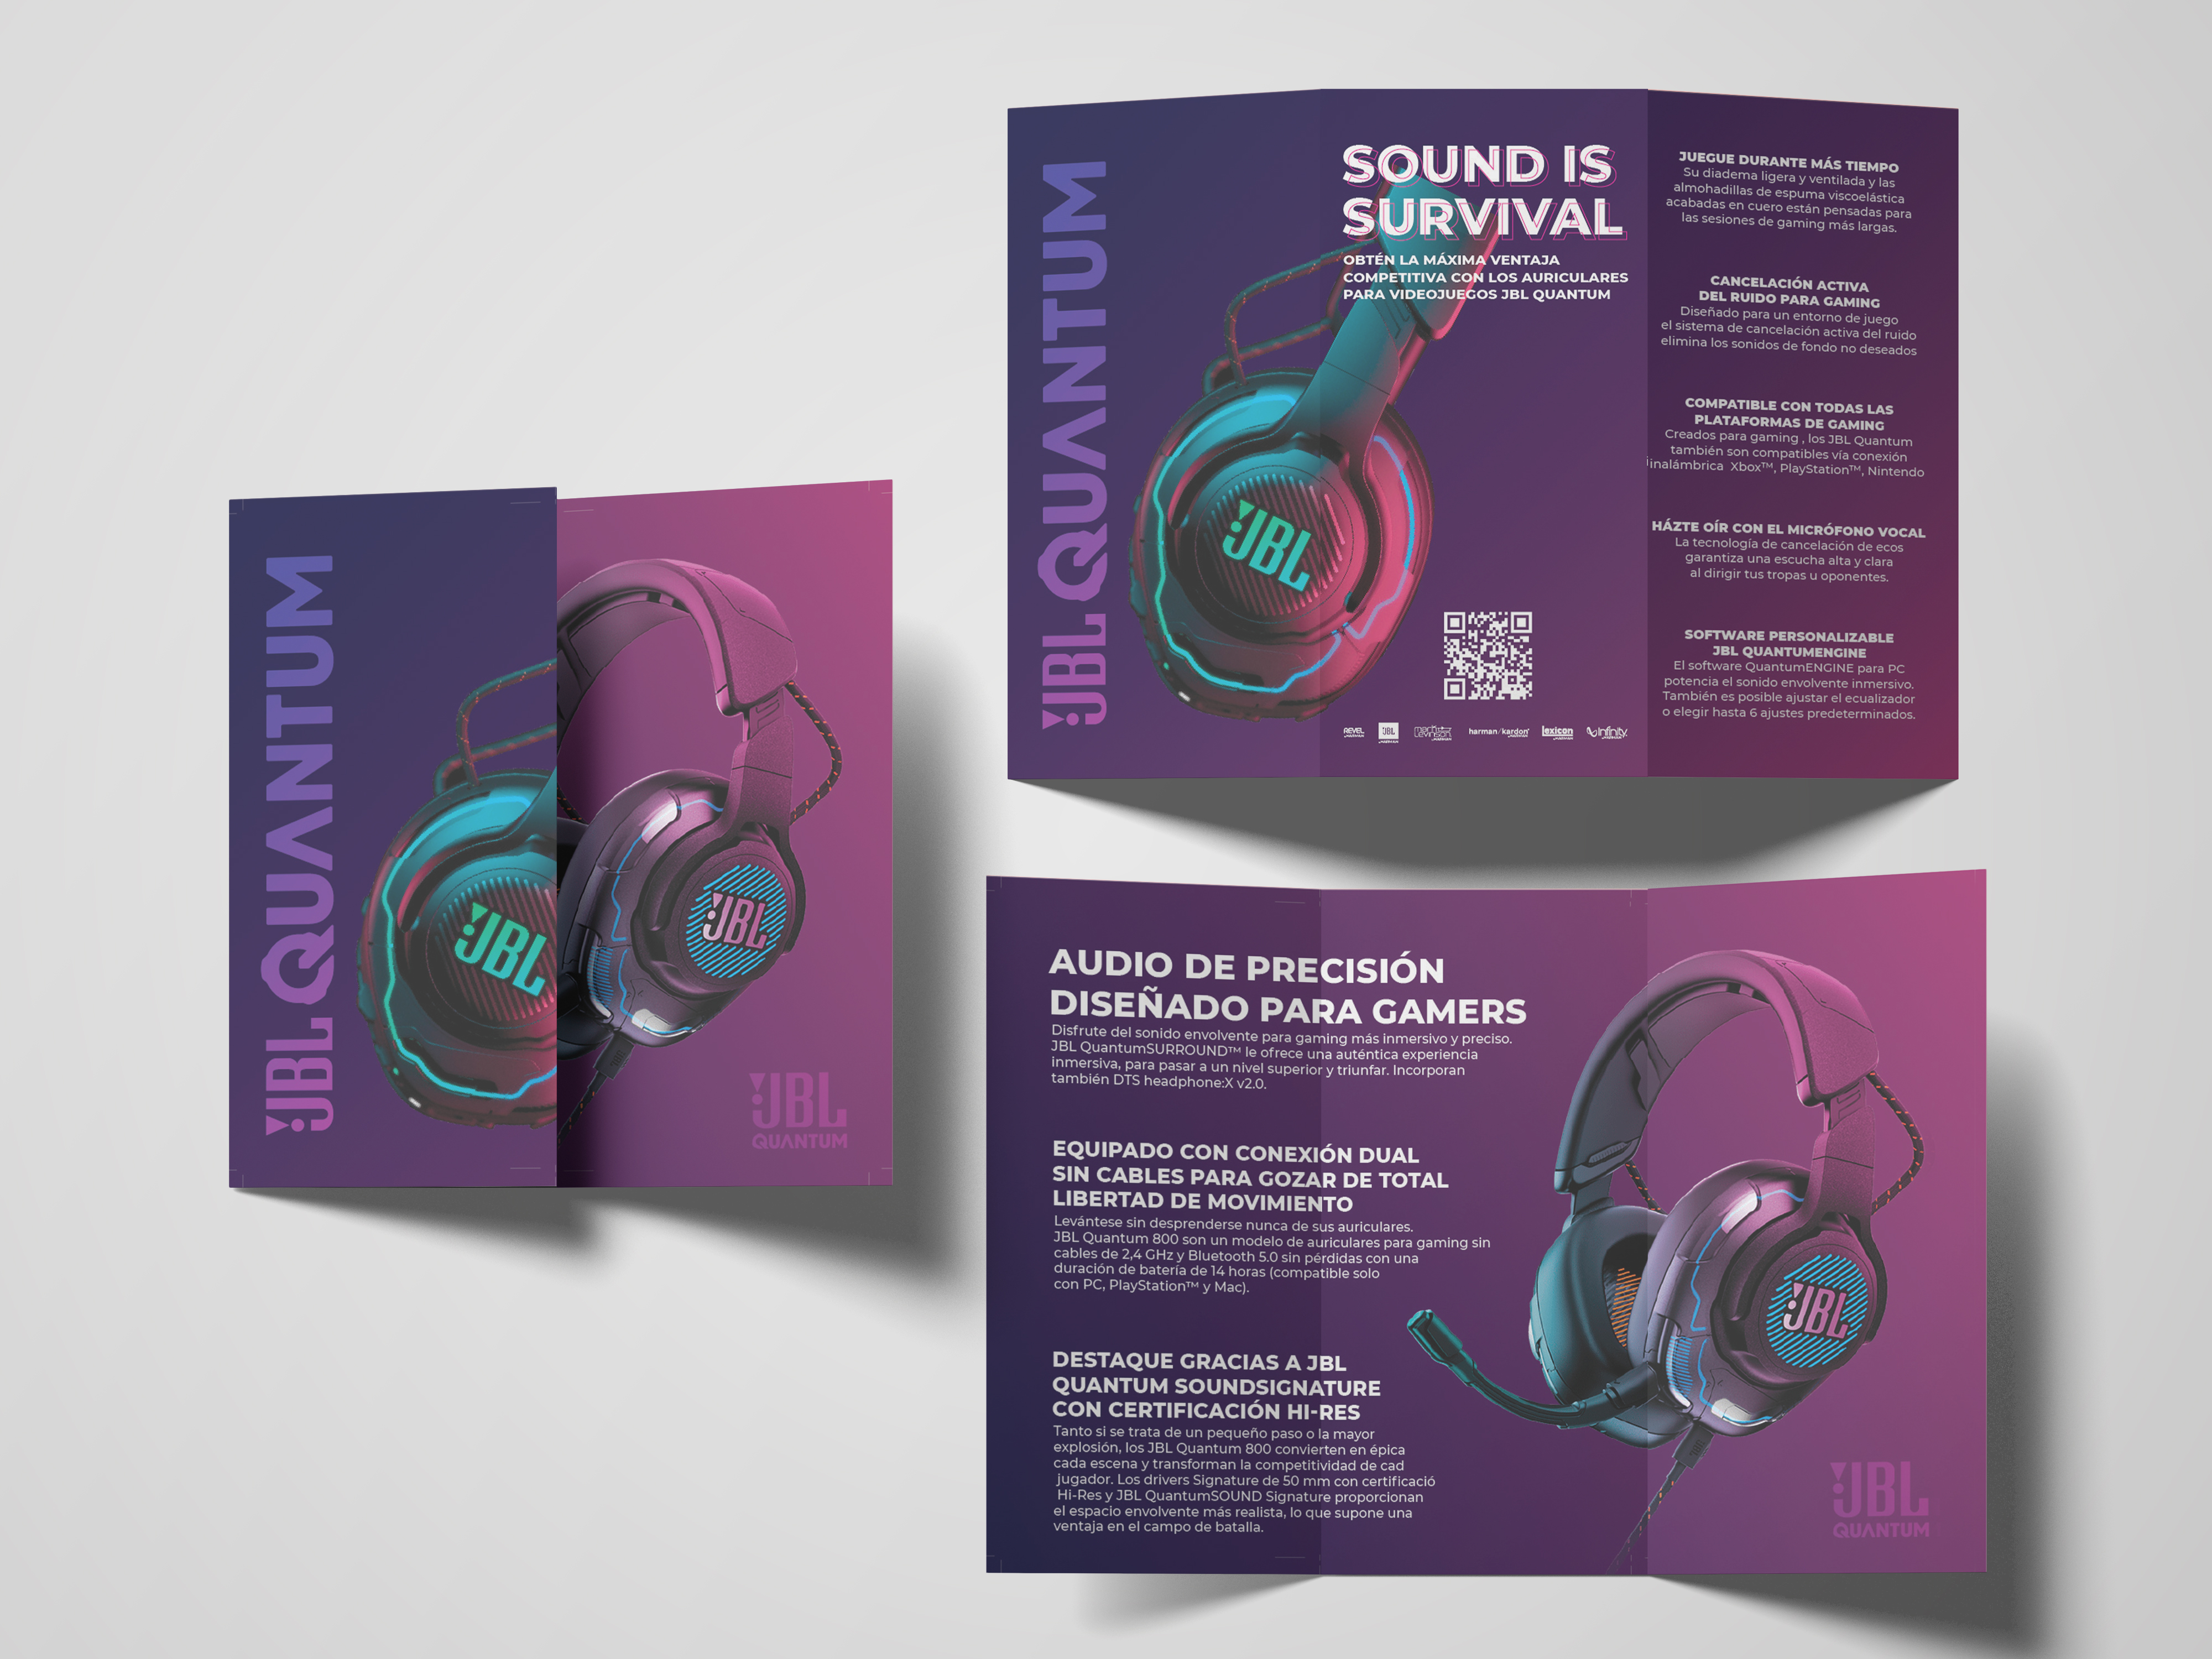 JBL QUANTUM
JBL
JBL
JBL
QUANTUM
JBL QUANTUM
JBL
SOUND IS
SURVIVAL
OBTÉN LA MÁXIMA VENTAJA
COMPETITIVA CON LOS AURICULARES
PARA VIDEOJUEGOS JBL QUANTUM
REVEL
JBL
Mark Levinson
harman/kardon
lexicon
Infinity
JUEGUE DURANTE MÁS TIEMPO
Su diadema ligera y ventilada y las
almohadillas de espuma viscoelástica
acabadas en cuero están pensadas para
las sesiones de gaming más largas.
CANCELACIÓN ACTIVA
DEL RUIDO PARA GAMING
Diseñado para un entorno de juego
el sistema de cancelación activa del ruido
elimina los sonidos de fondo no deseados
COMPATIBLE CON TODAS LAS
PLATAFORMAS DE GAMING
Creados para gaming , los JBL Quantum
también son compatibles vía conexión
inalámbrica Xbox™, PlayStation™, Nintendo
HÁZTE OÍR CON EL MICRÓFONO VOCAL
La tecnología de cancelación de ecos
garantiza una escucha alta y clara
al dirigir tus tropas u oponentes.
SOFTWARE PERSONALIZABLE
JBL QUANTUMENGINE
El software QuantumENGINE para PC
potencia el sonido envolvente inmersivo.
También es posible ajustar el ecualizador
o elegir hasta 6 ajustes predeterminados.
AUDIO DE PRECISIÓN
DISEÑADO PARA GAMERS
Disfrute del sonido envolvente para gaming más inmersivo y preciso.
JBL QuantumSURROUND™ le ofrece una auténtica experiencia
inmersiva, para pasar a un nivel superior y triunfar. Incorporan
también DTS headphone:X v2.0.
EQUIPADO CON CONEXIÓN DUAL
SIN CABLES PARA GOZAR DE TOTAL
LIBERTAD DE MOVIMIENTO
Levántese sin desprenderse nunca de sus auriculares.
JBL Quantum 800 son un modelo de auriculares para gaming sin
cables de 2,4 GHz y Bluetooth 5.0 sin pérdidas con una
duración de batería de 14 horas (compatible solo
con PC, PlayStation™ y Mac).
DESTAQUE GRACIAS A JBL
QUANTUM SOUNDSIGNATURE
CON CERTIFICACIÓN HI-RES
Tanto si se trata de un pequeño paso o la mayor
explosión, los JBL Quantum 800 convierten en épica
cada escena y transforman la competitividad de cad
jugador. Los drivers Signature de 50 mm con certificació
Hi-Res y JBL QuantumSOUND Signature proporcionan
el espacio envolvente más realista, lo que supone una
ventaja en el campo de batalla.
JBL
JBL
QUANTUM